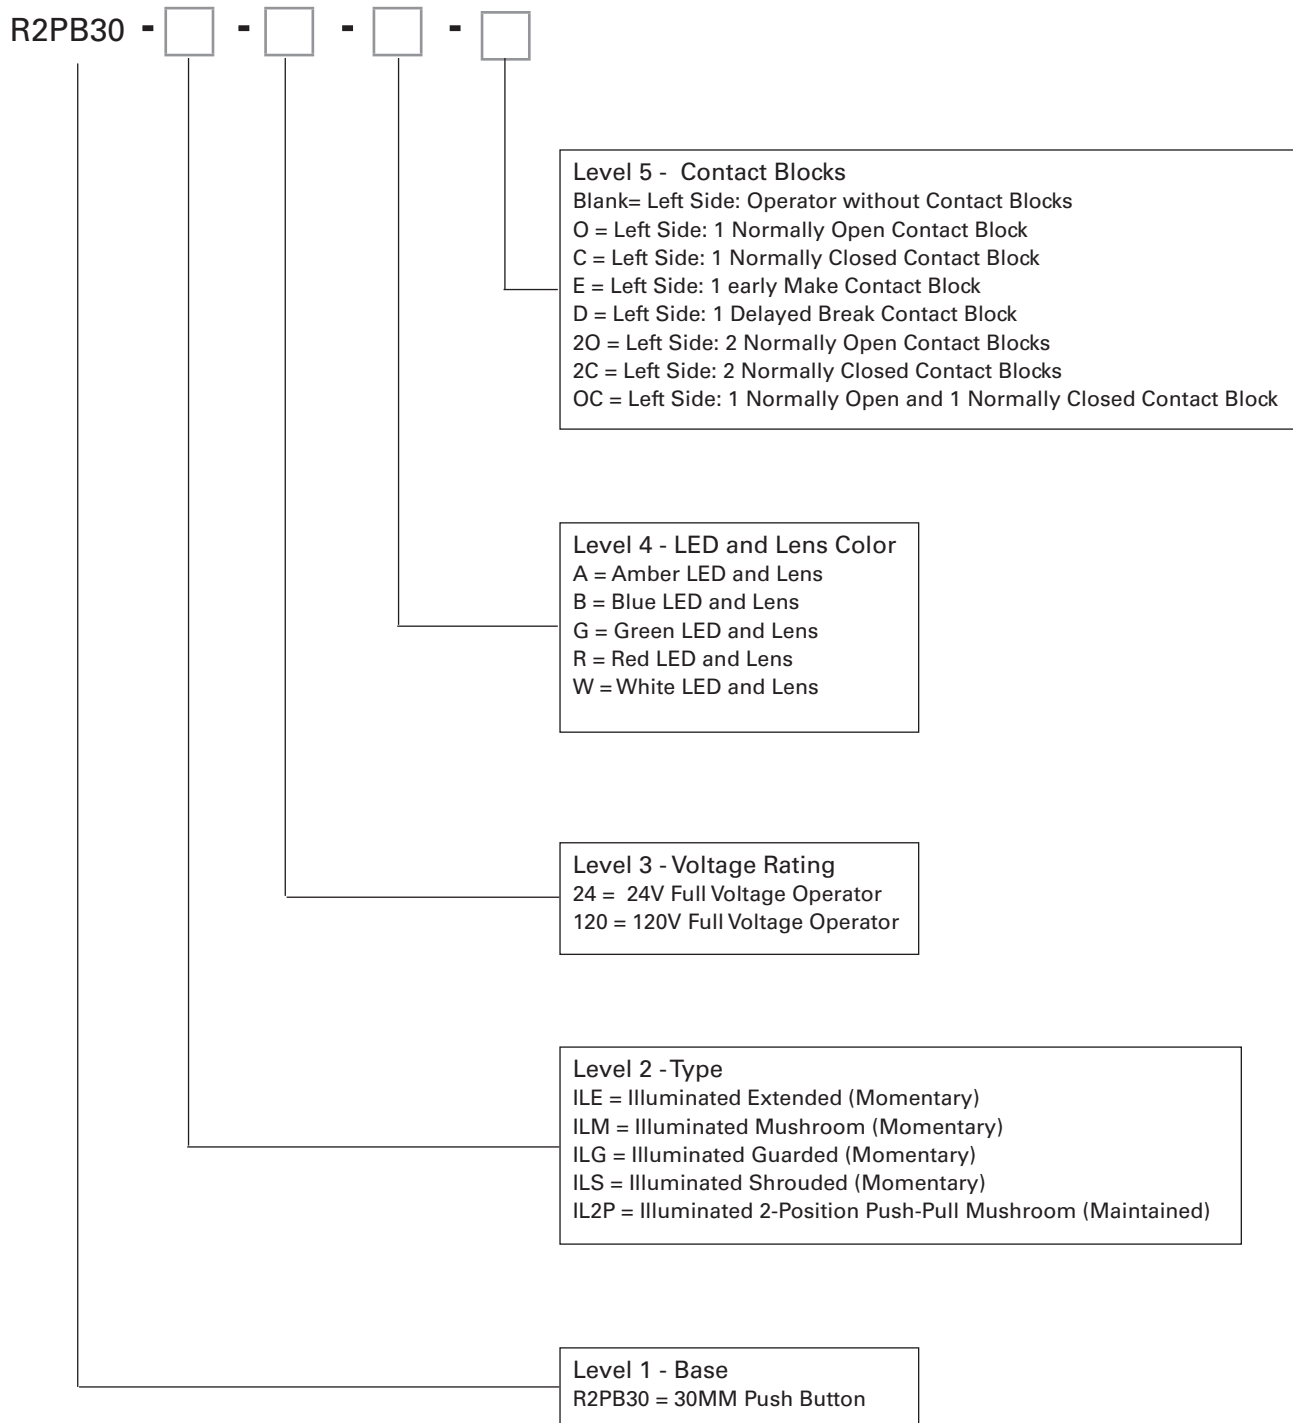 R2PB30 - - - -
Level 5 - Contact Blocks
Blank= Left Side: Operator without Contact Blocks
O = Left Side: 1 Normally Open Contact Block
C = Left Side: 1 Normally Closed Contact Block
E = Left Side: 1 early Make Contact Block
D = Left Side: 1 Delayed Break Contact Block
2O = Left Side: 2 Normally Open Contact Blocks
2C = Left Side: 2 Normally Closed Contact Blocks
OC = Left Side: 1 Normally Open and 1 Normally Closed Contact Block
Level 4 - LED and Lens Color
A = Amber LED and Lens
B = Blue LED and Lens
G = Green LED and Lens
R = Red LED and Lens
W = White LED and Lens
Level 3 - Voltage Rating
24 = 24V Full Voltage Operator
120 = 120V Full Voltage Operator
Level 2 - Type
ILE = Illuminated Extended (Momentary)
ILM = Illuminated Mushroom (Momentary)
ILG = Illuminated Guarded (Momentary)
ILS = Illuminated Shrouded (Momentary)
IL2P = Illuminated 2-Position Push-Pull Mushroom (Maintained)
Level 1 - Base
R2PB30 = 30MM Push Button